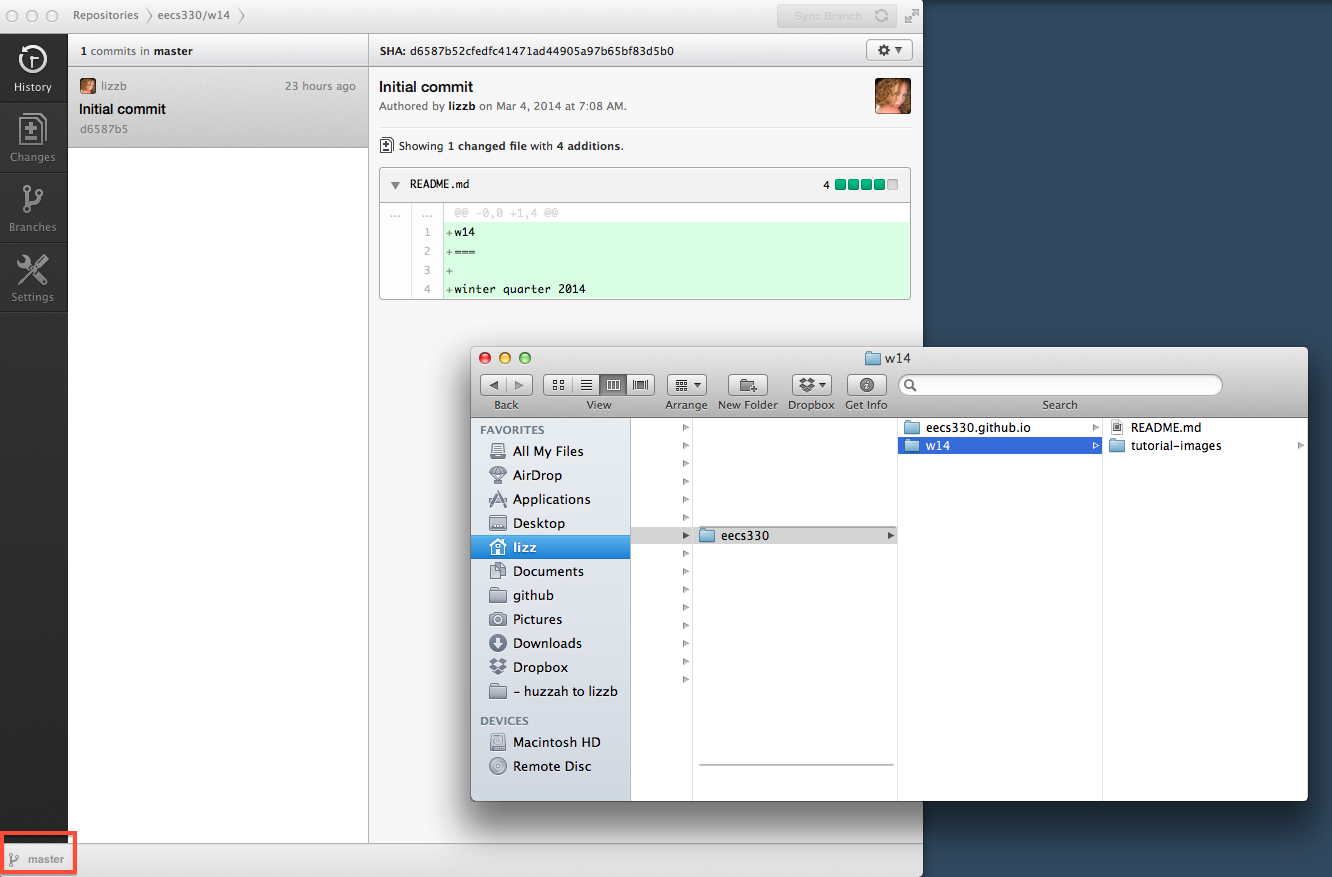 Repositories eecs330/w14
Sync Branch
History
Changes
Branches
Settings
1 commits in master
lizzb 23 hours ago
Initial commit
d6587b5
SHA: d6587b52cfedfc41471ad44905a97b65bf83d5b0
Initial commit
Authored by lizzb on Mar 4, 2014 at 7:08 AM.
Showing 1 changed file with 4 additions.
README.md 4
... ... @@ -0,0 +1,4 @@
1 +w14
2 +===
3 +
4 +winter quarter 2014
w14
Back View Arrange New Folder Dropbox Get Info Search
FAVORITES
All My Files
AirDrop
Applications
Desktop
lizz
Documents
github
Pictures
Downloads
Dropbox
- huzzah to lizzb
DEVICES
Macintosh HD
Remote Disc
eecs330
eecs330.github.io
w14
README.md
tutorial-images
master